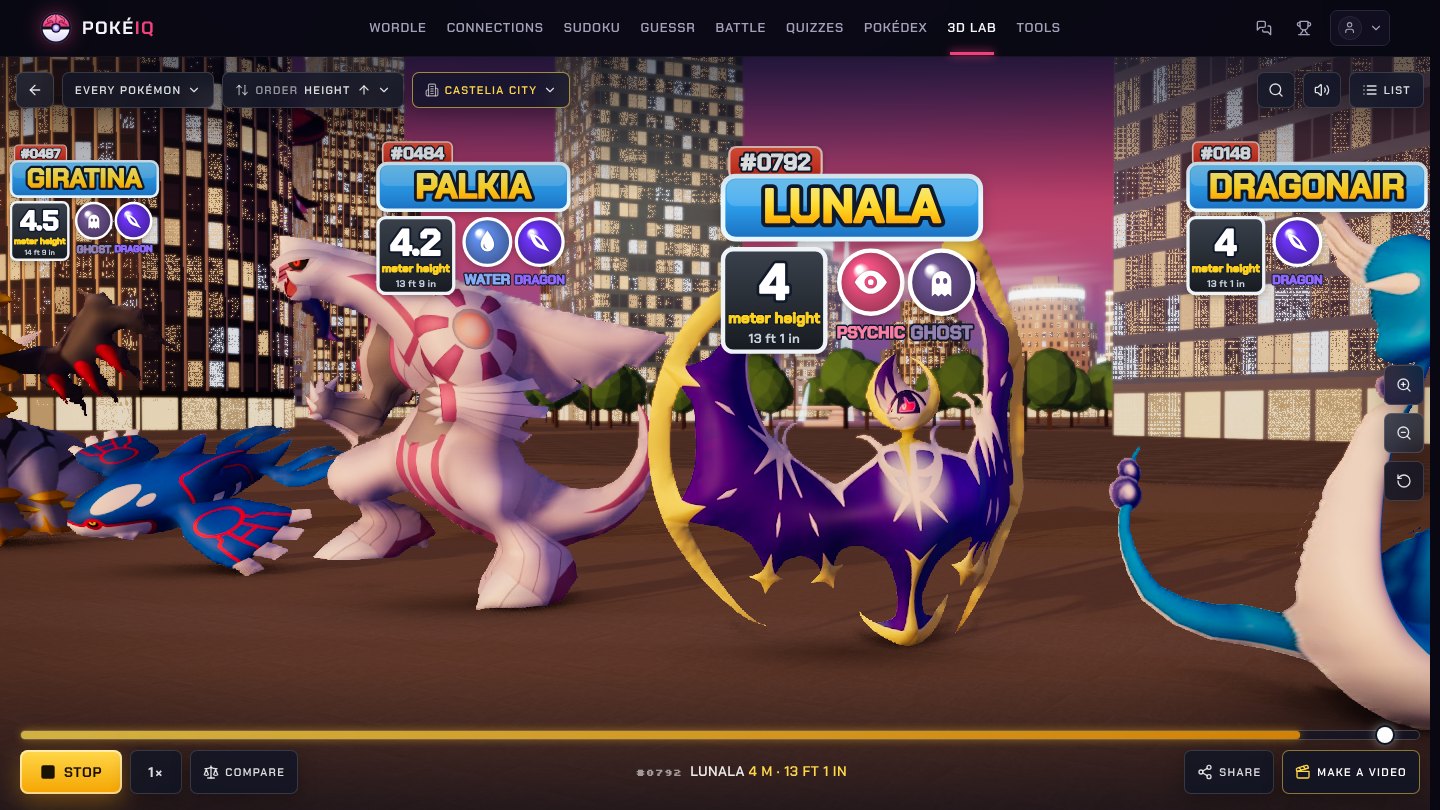 POKÉIQ
WORDLE
CONNECTIONS
SUDOKU
GUESSR
BATTLE
QUIZZES
POKÉDEX
3D LAB
TOOLS
EVERY POKÉMON
ORDER HEIGHT
CASTELIA CITY
LIST
#0487
GIRATINA
4.5
meter height
14 ft 9 in
GHOST
DRAGON
#0484
PALKIA
4.2
meter height
13 ft 9 in
WATER
DRAGON
#0792
LUNALA
4
meter height
13 ft 1 in
PSYCHIC
GHOST
#0148
DRAGONAIR
4
meter height
13 ft 1 in
DRAGON
STOP
1×
COMPARE
#0792 LUNALA 4 M · 13 FT 1 IN
SHARE
MAKE A VIDEO